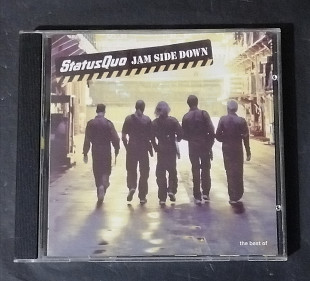 StatusQuo JAM SIDE DOWN
the best of